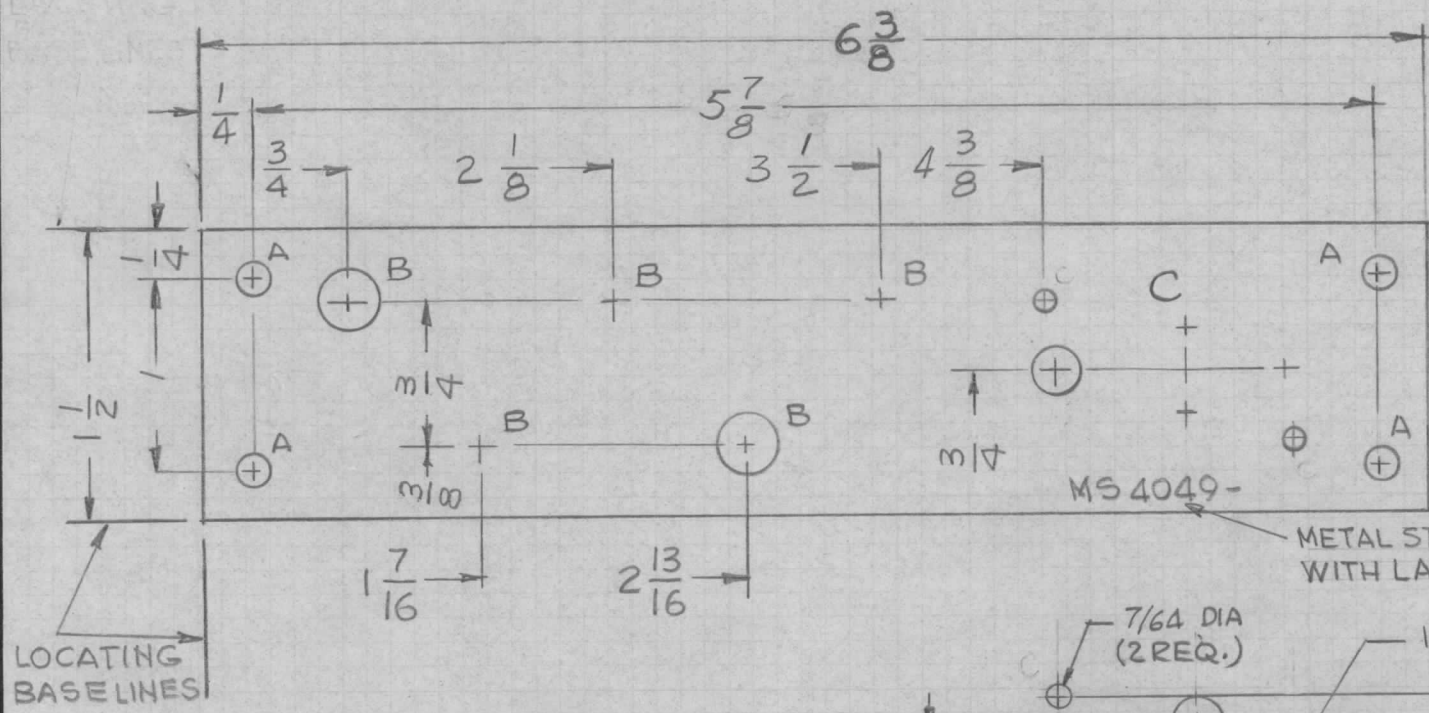 6 3/8
1/4
5 7/8
3/4
2 1/8
3 1/2
4 3/8
1/4
A
B
B
B
C
C
A
1
3/4
1 1/2
A
B
B
3/4
A
C
3/8
MS 4049-
METAL ST
WITH LA
1 7/16
2 13/16
LOCATING
BASELINES
7/64 DIA
(2 REQ.)
C
1